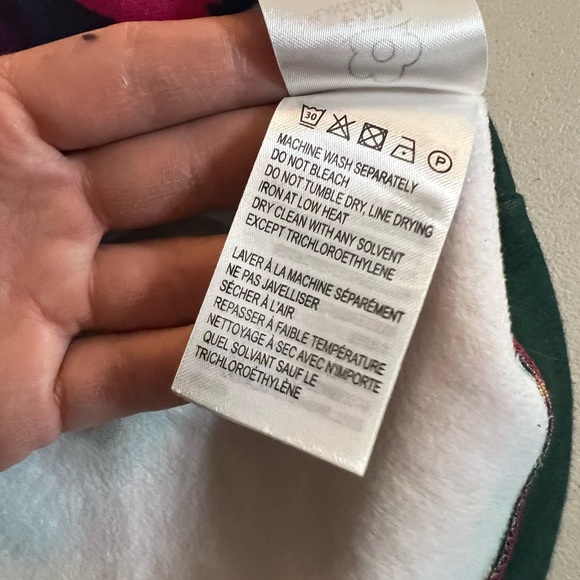 30
P
MACHINE WASH SEPARATELY
DO NOT BLEACH
DO NOT TUMBLE DRY, LINE DRYING
IRON AT LOW HEAT
DRY CLEAN WITH ANY SOLVENT
EXCEPT TRICHLOROETHYLENE
LAVER À LA MACHINE SÉPARÉMENT
NE PAS JAVELLISER
SÉCHER À L'AIR
REPASSER À FAIBLE TEMPÉRATURE
NETTOYAGE À SEC AVEC N'IMPORTE
QUEL SOLVANT SAUF LE
TRICHLOROÉTHYLÈNE